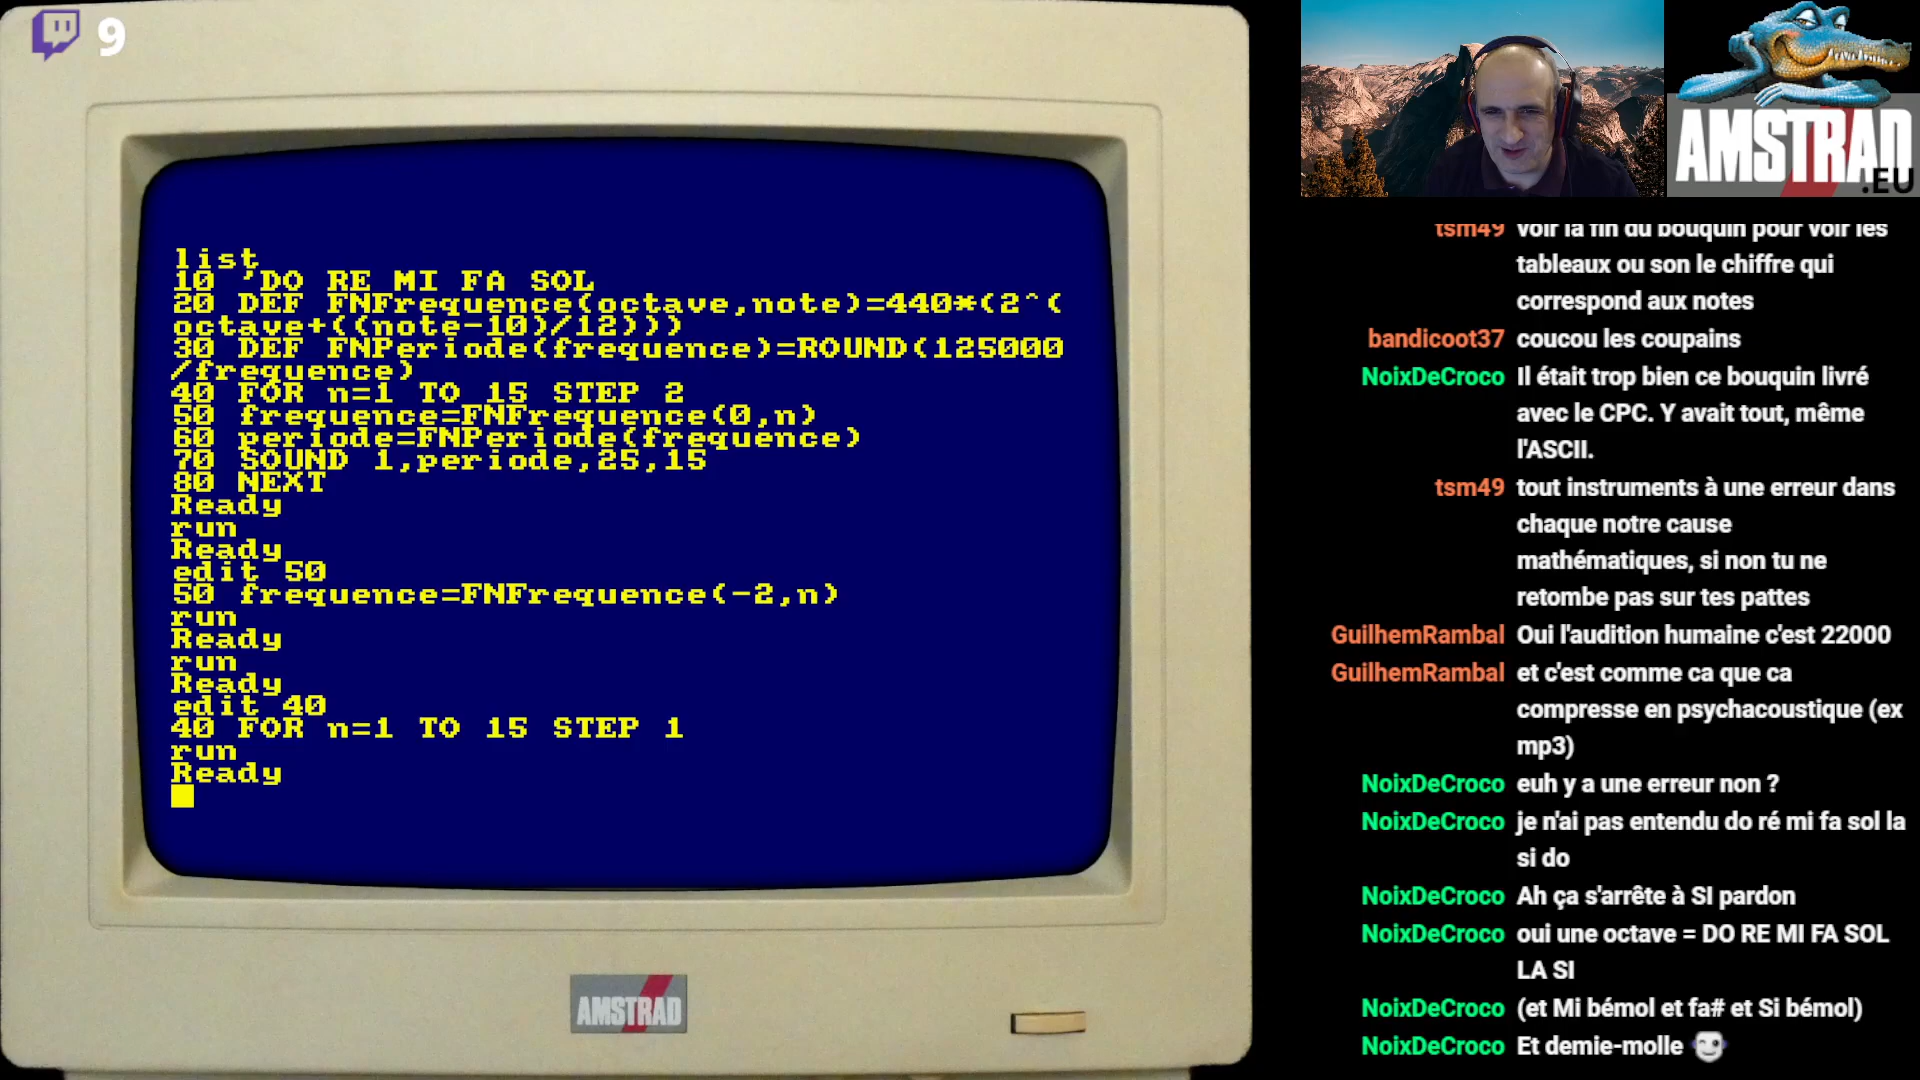 9
list
10 'DO RE MI FA SOL
20 DEF FNFrequence(octave,note)=440*(2^(
octave+((note-10)/12)))
30 DEF FNPeriode(frequence)=ROUND(125000
/frequence)
40 FOR n=1 TO 15 STEP 2
50 frequence=FNFrequence(0,n)
60 periode=FNPeriode(frequence)
70 SOUND 1,periode,25,15
80 NEXT
Ready
run
Ready
edit 50
50 frequence=FNFrequence(-2,n)
run
Ready
run
Ready
edit 40
40 FOR n=1 TO 15 STEP 1
run
Ready
AMSTRAD
AMSTRAD
.EU
tsm49 voir la fin du bouquin pour voir les
tableaux ou son le chiffre qui
correspond aux notes
bandicoot37 coucou les coupains
NoixDeCroco Il était trop bien ce bouquin livré
avec le CPC. Y avait tout, même
l'ASCII.
tsm49 tout instruments à une erreur dans
chaque notre cause
mathématiques, si non tu ne
retombe pas sur tes pattes
GuilhemRambal Oui l'audition humaine c'est 22000
GuilhemRambal et c'est comme ca que ca
compresse en psychacoustique (ex
mp3)
NoixDeCroco euh y a une erreur non ?
NoixDeCroco je n'ai pas entendu do ré mi fa sol la
si do
NoixDeCroco Ah ça s'arrête à SI pardon
NoixDeCroco oui une octave = DO RE MI FA SOL
LA SI
NoixDeCroco (et Mi bémol et fa# et Si bémol)
NoixDeCroco Et demie-molle